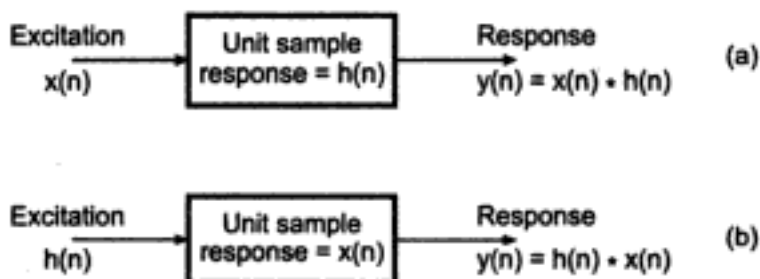 Excitation
x(n)
Unit sample
response = h(n)
Response
y(n) = x(n) * h(n)
(a)
Excitation
h(n)
Unit sample
response = x(n)
Response
y(n) = h(n) * x(n)
(b)